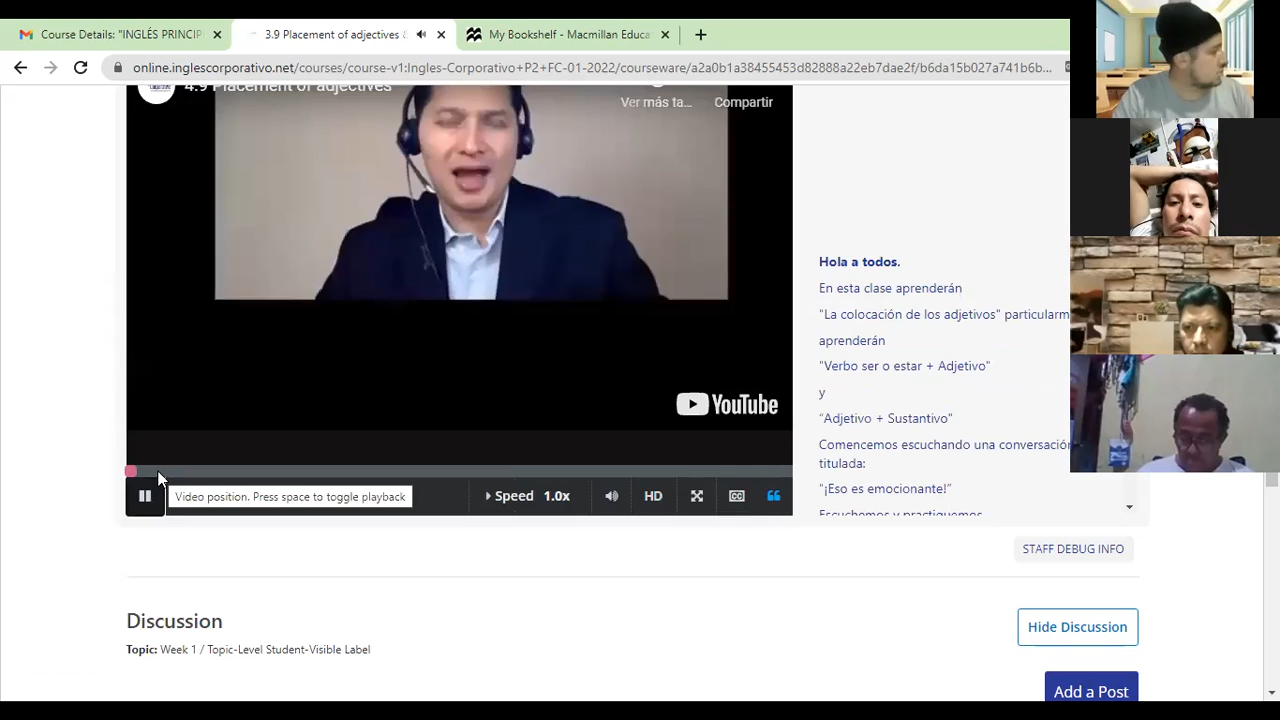 Course Details: "INGLÉS PRINCIP
3.9 Placement of adjectives &
My Bookshelf - Macmillan Educa
online.inglescorporativo.net/courses/course-v1:Ingles-Corporativo+P2+FC-01-2022/courseware/a2a0b1a38455453d82888a22eb7dae2f/b6da15b027a741b6b...
4.9 Placement of adjectives
Ver más ta...
Compartir
Hola a todos.
En esta clase aprenderán
"La colocación de los adjetivos" particularm
aprenderán
"Verbo ser o estar + Adjetivo"
y
“Adjetivo + Sustantivo”
Comencemos escuchando una conversación
titulada:
"¡Eso es emocionante!”
Escuchemos y practiquemos
YouTube
Video position. Press space to toggle playback
Speed 1.0x
HD
CC
STAFF DEBUG INFO
Discussion
Hide Discussion
Topic: Week 1 / Topic-Level Student-Visible Label
Add a Post